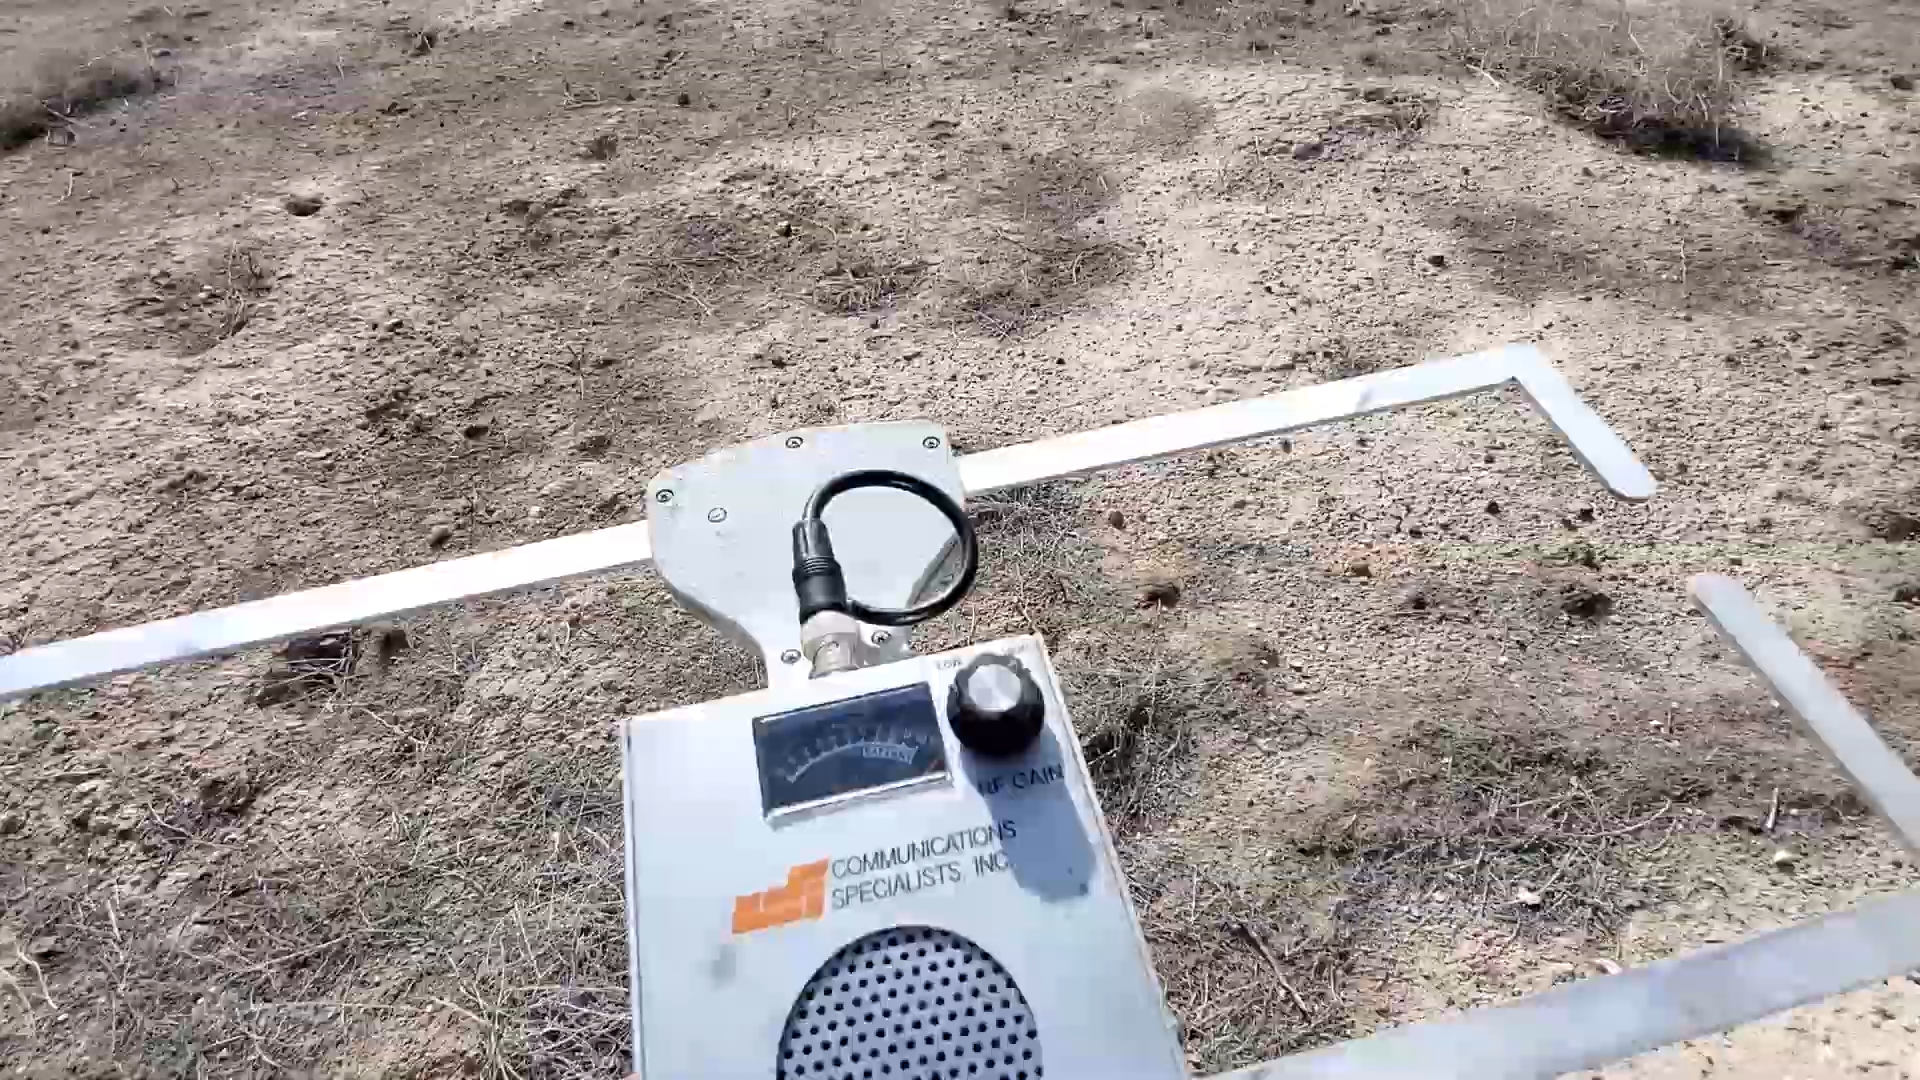 LOW
RF GAIN
COMMUNICATIONS
SPECIALISTS, INC.